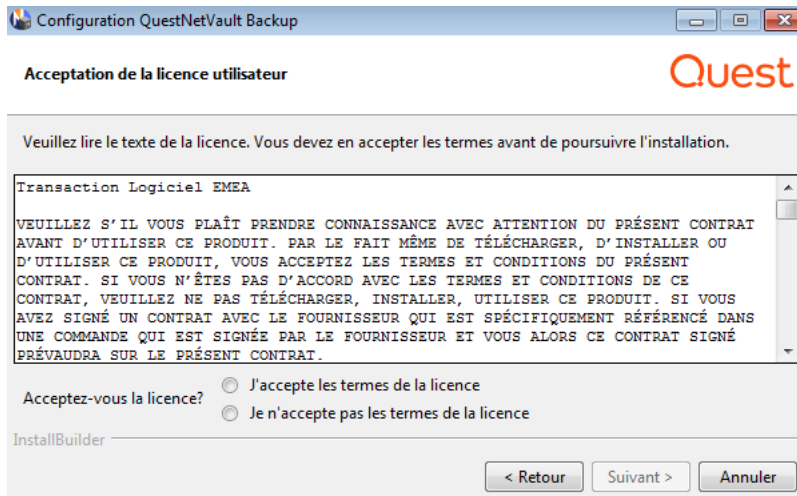 Configuration QuestNetVault Backup
Acceptation de la licence utilisateur
Quest
Veuillez lire le texte de la licence. Vous devez en accepter les termes avant de poursuivre l'installation.
Transaction Logiciel EMEA
VEUILLEZ S'IL VOUS PLAÎT PRENDRE CONNAISSANCE AVEC ATTENTION DU PRÉSENT CONTRAT
AVANT D'UTILISER CE PRODUIT. PAR LE FAIT MÊME DE TÉLÉCHARGER, D'INSTALLER OU
D'UTILISER CE PRODUIT, VOUS ACCEPTEZ LES TERMES ET CONDITIONS DU PRÉSENT
CONTRAT. SI VOUS N'ÊTES PAS D'ACCORD AVEC LES TERMES ET CONDITIONS DE CE
CONTRAT, VEUILLEZ NE PAS TÉLÉCHARGER, INSTALLER, UTILISER CE PRODUIT. SI VOUS
AVEZ SIGNÉ UN CONTRAT AVEC LE FOURNISSEUR QUI EST SPÉCIFIQUEMENT RÉFÉRENCÉ DANS
UNE COMMANDE QUI EST SIGNÉE PAR LE FOURNISSEUR ET VOUS ALORS CE CONTRAT SIGNÉ
PRÉVAUDRA SUR LE PRÉSENT CONTRAT.
Acceptez-vous la licence?
J'accepte les termes de la licence
Je n'accepte pas les termes de la licence
InstallBuilder
< Retour
Suivant >
Annuler